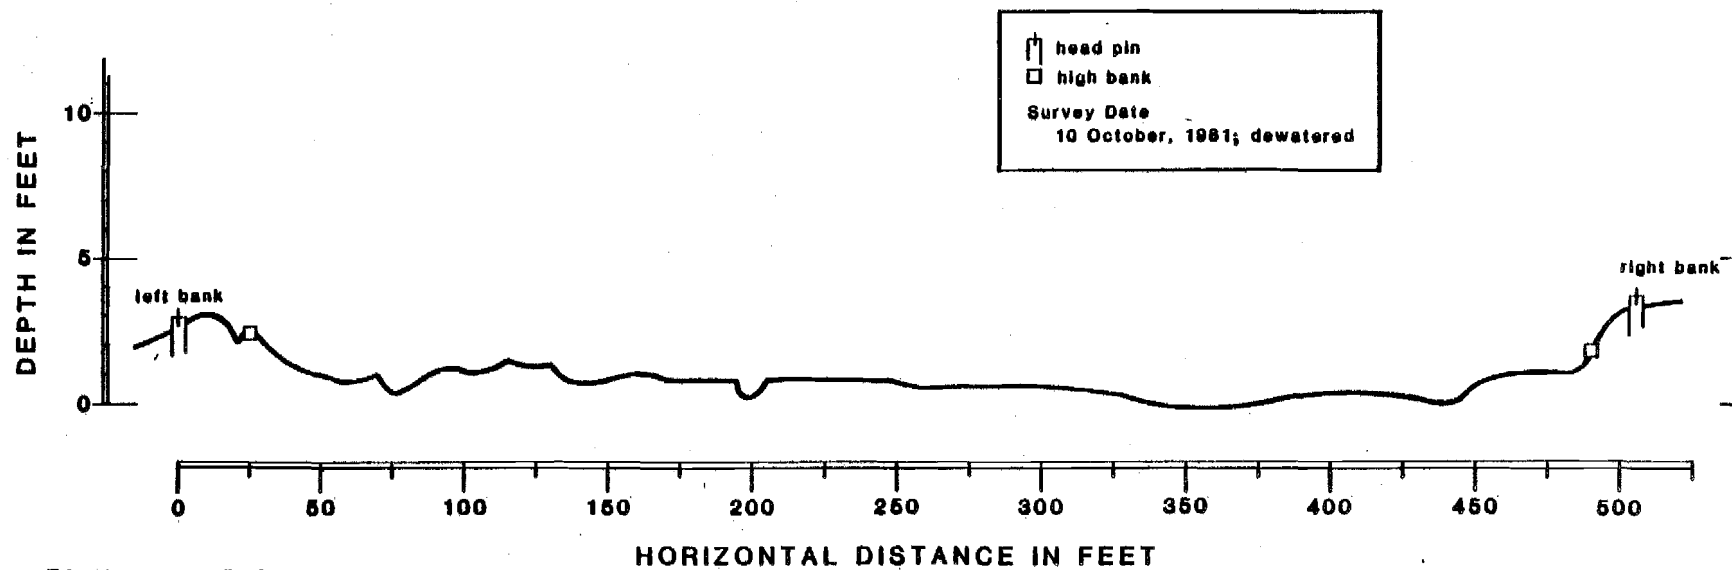 head pin
high bank
Survey Date
10 October, 1981; dewatered
10
5
0
DEPTH IN FEET
left bank
right bank
0 50 100 150 200 250 300 350 400 450 500
HORIZONTAL DISTANCE IN FEET